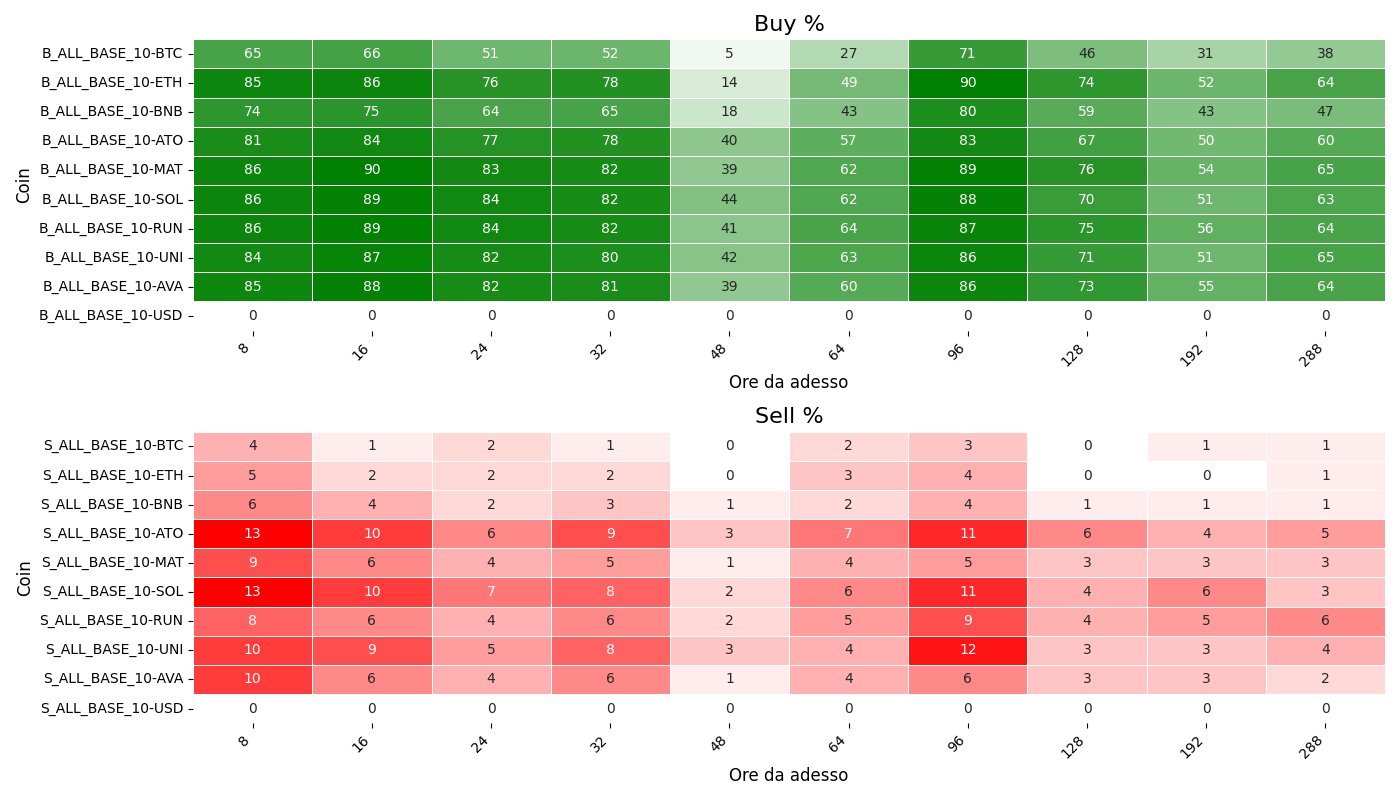 Buy %
Coin
B_ALL_BASE_10-BTC 65 66 51 52 5 27 71 46 31 38
B_ALL_BASE_10-ETH 85 86 76 78 14 49 90 74 52 64
B_ALL_BASE_10-BNB 74 75 64 65 18 43 80 59 43 47
B_ALL_BASE_10-ATO 81 84 77 78 40 57 83 67 50 60
B_ALL_BASE_10-MAT 86 90 83 82 39 62 89 76 54 65
B_ALL_BASE_10-SOL 86 89 84 82 44 62 88 70 51 63
B_ALL_BASE_10-RUN 86 89 84 82 41 64 87 75 56 64
B_ALL_BASE_10-UNI 84 87 82 80 42 63 86 71 51 65
B_ALL_BASE_10-AVA 85 88 82 81 39 60 86 73 55 64
B_ALL_BASE_10-USD 0 0 0 0 0 0 0 0 0 0
8 16 24 32 48 64 96 128 192 288
Ore da adesso
Sell %
Coin
S_ALL_BASE_10-BTC 4 1 2 1 0 2 3 0 1 1
S_ALL_BASE_10-ETH 5 2 2 2 0 3 4 0 0 1
S_ALL_BASE_10-BNB 6 4 2 3 1 2 4 1 1 1
S_ALL_BASE_10-ATO 13 10 6 9 3 7 11 6 4 5
S_ALL_BASE_10-MAT 9 6 4 5 1 4 5 3 3 3
S_ALL_BASE_10-SOL 13 10 7 8 2 6 11 4 6 3
S_ALL_BASE_10-RUN 8 6 4 6 2 5 9 4 5 6
S_ALL_BASE_10-UNI 10 9 5 8 3 4 12 3 3 4
S_ALL_BASE_10-AVA 10 6 4 6 1 4 6 3 3 2
S_ALL_BASE_10-USD 0 0 0 0 0 0 0 0 0 0
8 16 24 32 48 64 96 128 192 288
Ore da adesso